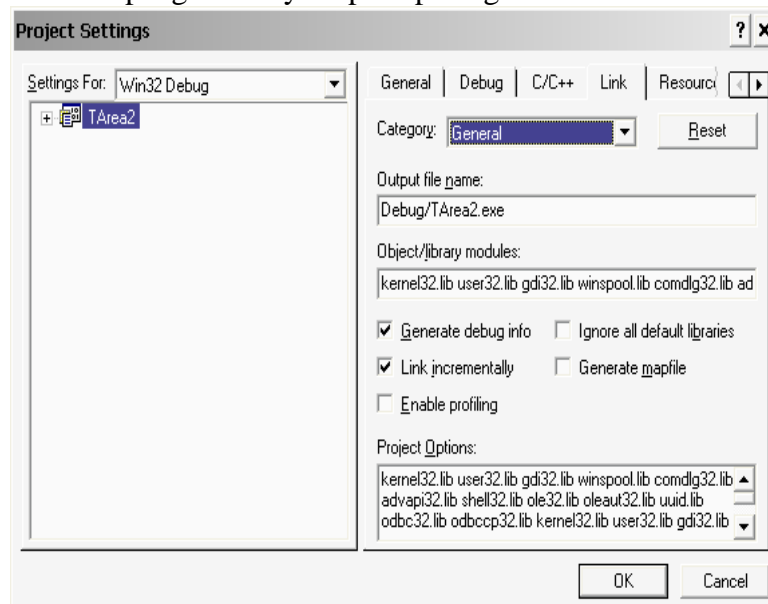 Project Settings
? x
Settings For: Win32 Debug
TArea2
General Debug C/C++ Link
Category: General Reset
Output file name:
Debug/TArea2.exe
Object/library modules:
kernel32.lib user32.lib gdi32.lib winspool.lib comdlg32.lib ad
Generate debug info Ignore all default libraries
Link incrementally Generate mapfile
Enable profiling
Project Options:
kernel32.lib user32.lib gdi32.lib winspool.lib comdlg32.lib
advapi32.lib shell32.lib ole32.lib oleaut32.lib uuid.lib
odbc32.lib odbccp32.lib kernel32.lib user32.lib gdi32.lib
OK Cancel